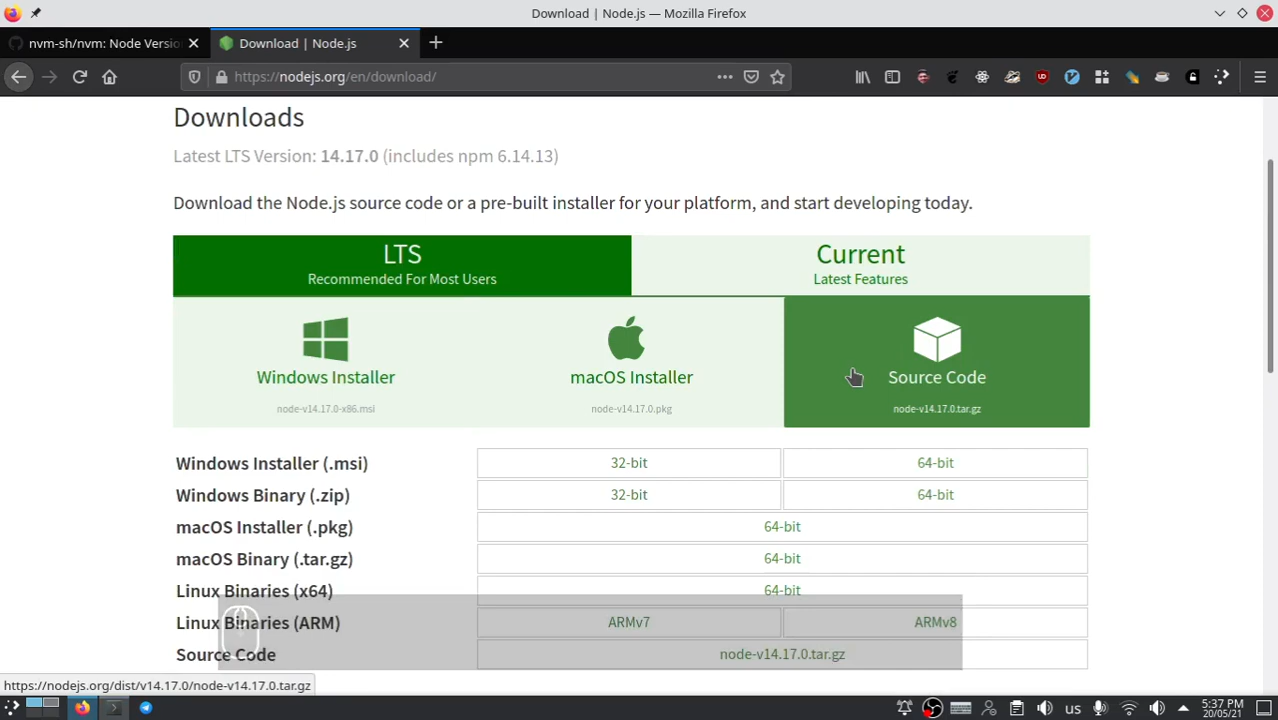 Download | Node.js — Mozilla Firefox
nvm-sh/nvm: Node Versio
Download | Node.js
https://nodejs.org/en/download/
Downloads
Latest LTS Version: 14.17.0 (includes npm 6.14.13)
Download the Node.js source code or a pre-built installer for your platform, and start developing today.
LTS
Recommended For Most Users
Current
Latest Features
Windows Installer
node-v14.17.0-x86.msi
macOS Installer
node-v14.17.0.pkg
Source Code
node-v14.17.0.tar.gz
Windows Installer (.msi) 32-bit 64-bit
Windows Binary (.zip) 32-bit 64-bit
macOS Installer (.pkg) 64-bit
macOS Binary (.tar.gz) 64-bit
Linux Binaries (x64) 64-bit
Linux Binaries (ARM) ARMv7 ARMv8
Source Code node-v14.17.0.tar.gz
https://nodejs.org/dist/v14.17.0/node-v14.17.0.tar.gz
us
5:37 PM
20/05/21